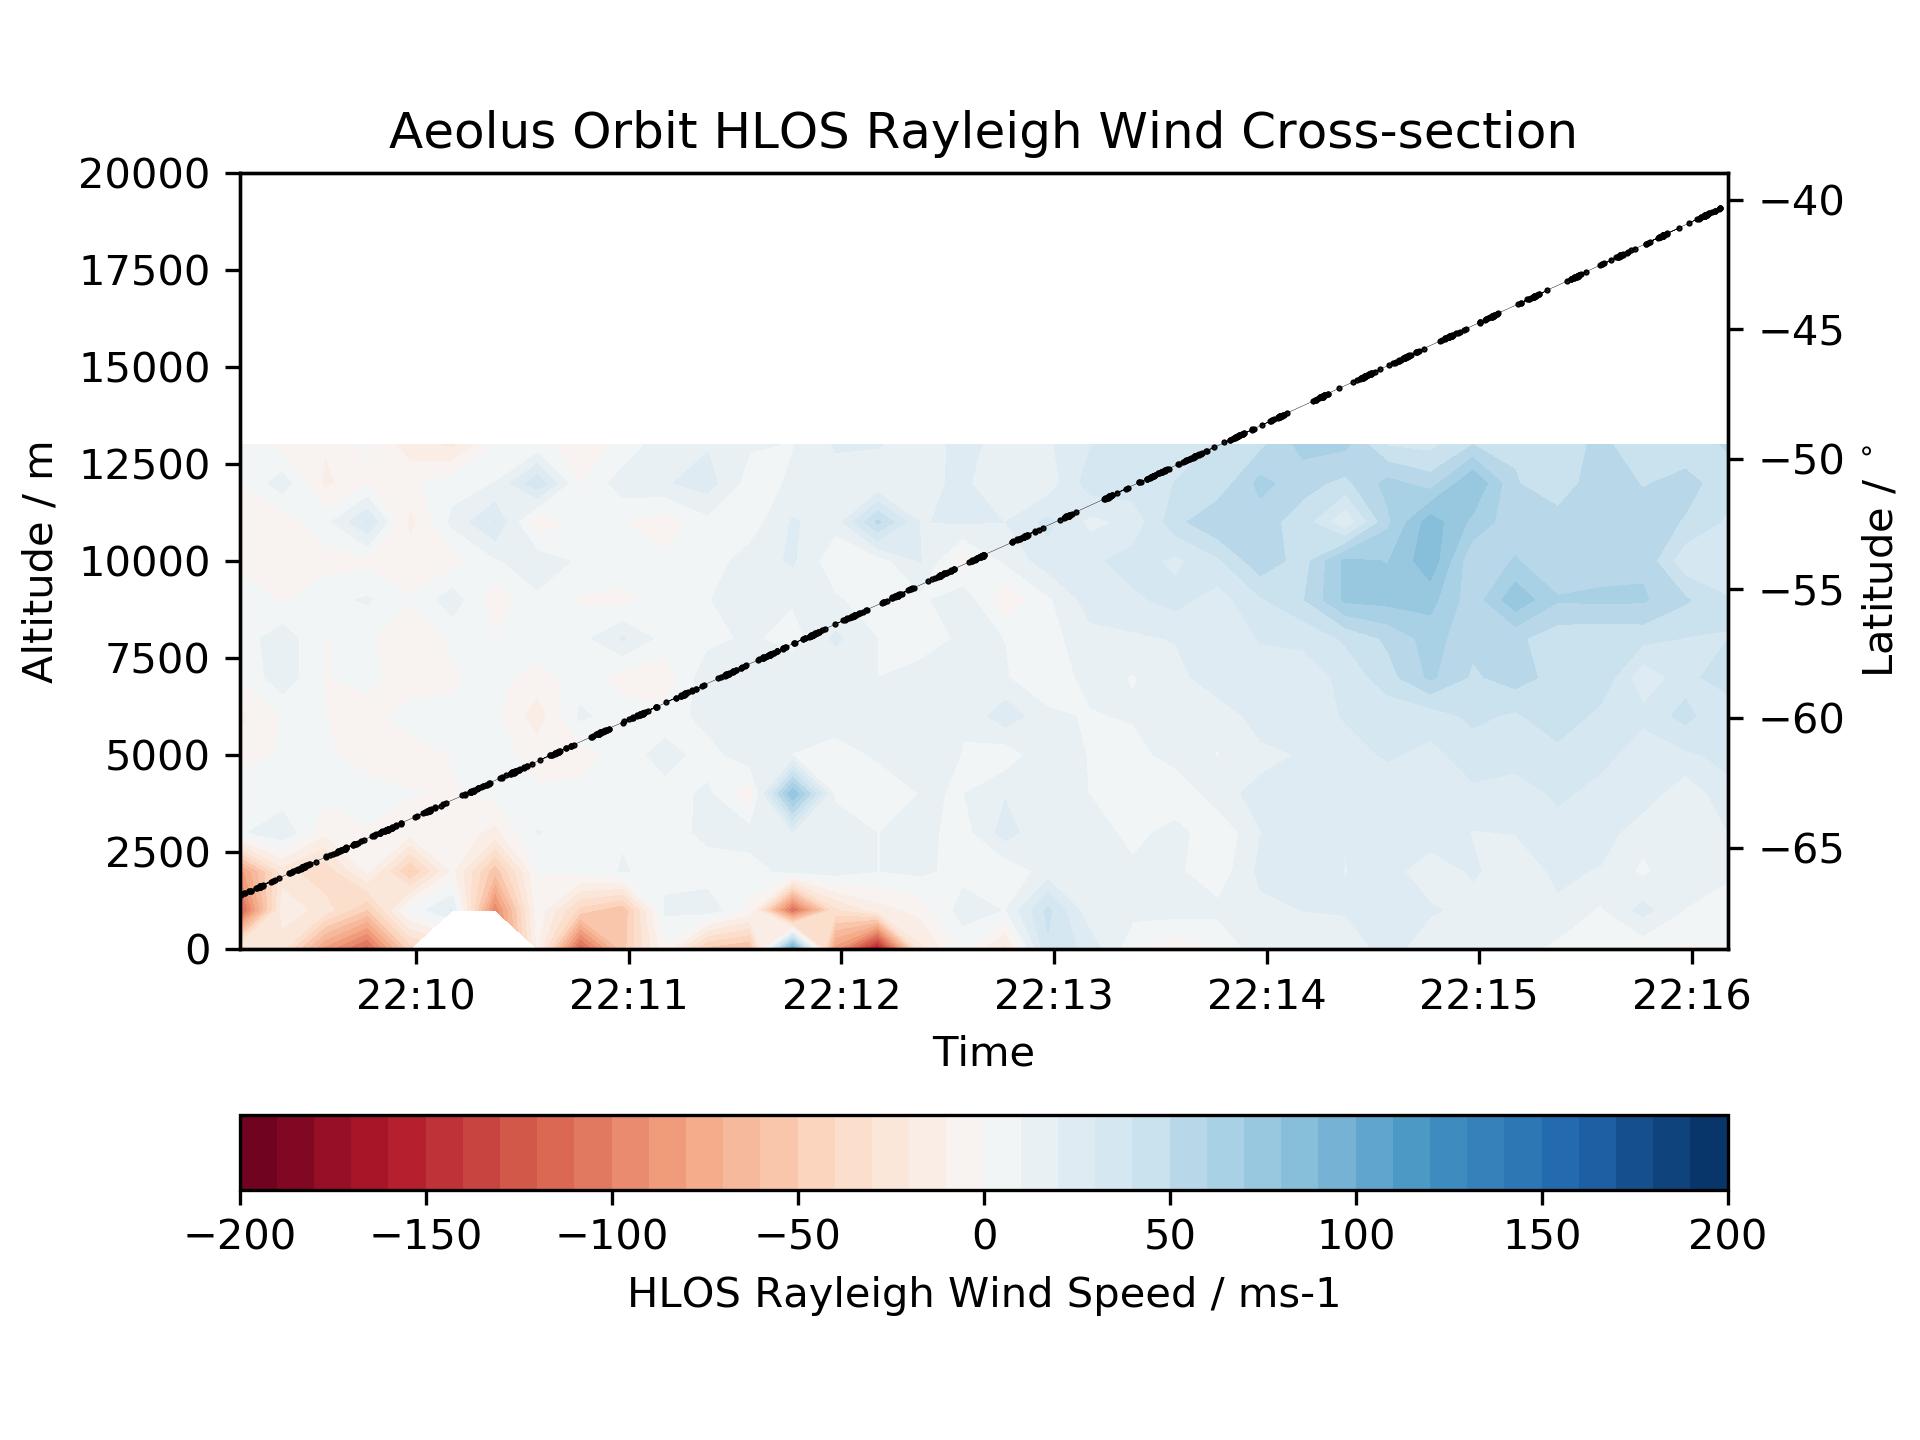 Aeolus Orbit HLOS Rayleigh Wind Cross-section
20000
17500
15000
12500
10000
7500
5000
2500
0
Altitude / m
−40
−45
−50
−55
−60
−65
Latitude / °
22:10 22:11 22:12 22:13 22:14 22:15 22:16
Time
−200 −150 −100 −50 0 50 100 150 200
HLOS Rayleigh Wind Speed / ms-1